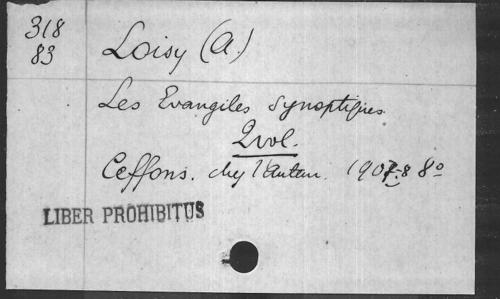 318
83
Loisy (A.)
Les Evangiles synoptiques
2 vol.
Ceffons. chez l'auteur. 1907-8 8º
LIBER PROHIBITUS